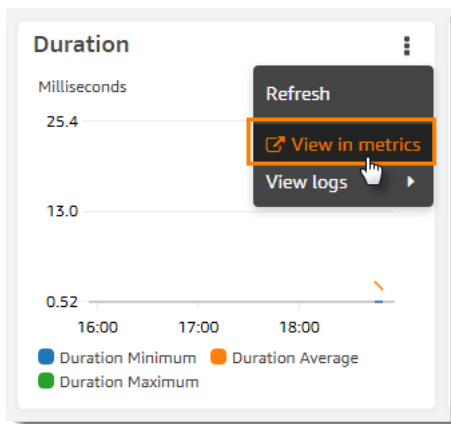 Duration
Milliseconds
Refresh
25.4
View in metrics
View logs
13.0
0.52
16:00 17:00 18:00
Duration Minimum Duration Average
Duration Maximum